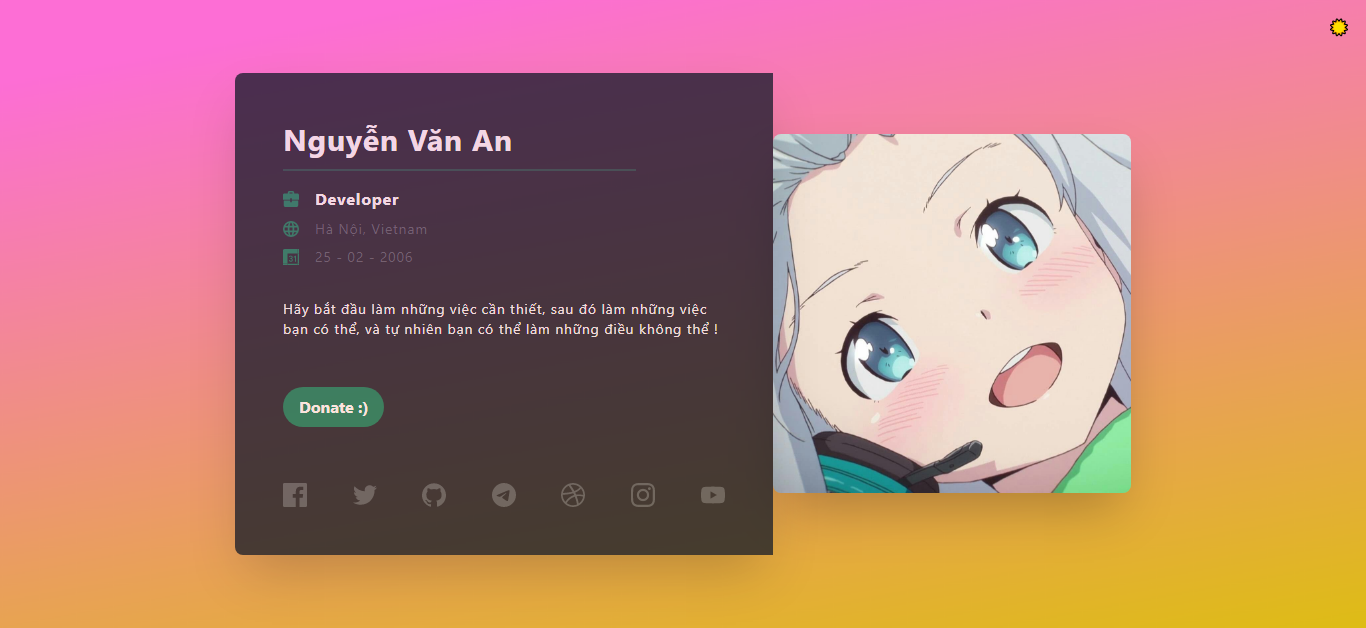 Nguyễn Văn An
Developer
Hà Nội, Vietnam
25 - 02 - 2006
Hãy bắt đầu làm những việc cần thiết, sau đó làm những việc
bạn có thể, và tự nhiên bạn có thể làm những điều không thể !
Donate :)